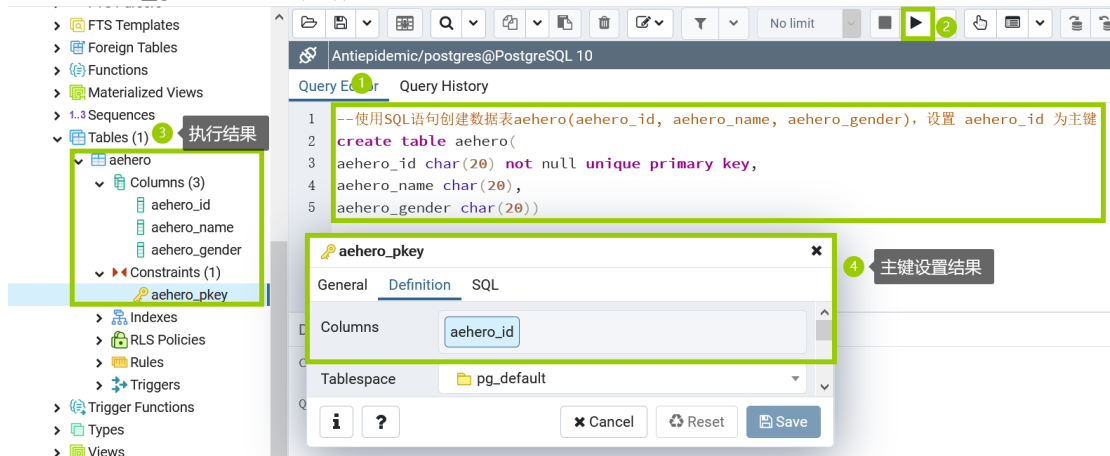 FTS Templates
Foreign Tables
Functions
Materialized Views
1..3 Sequences
Tables (1)
3
执行结果
aehero
Columns (3)
aehero_id
aehero_name
aehero_gender
Constraints (1)
aehero_pkey
Indexes
RLS Policies
Rules
Triggers
Trigger Functions
Types
Views
No limit
2
Antiepidemic/postgres@PostgreSQL 10
Query Editor
1
Query History
1 --使用SQL语句创建数据表aehero(aehero_id, aehero_name, aehero_gender), 设置 aehero_id 为主键
2 create table aehero(
3 aehero_id char(20) not null unique primary key,
4 aehero_name char(20),
5 aehero_gender char(20))
aehero_pkey
General Definition SQL
Columns
aehero_id
Tablespace
pg_default
i ? Cancel Reset Save
4
主键设置结果